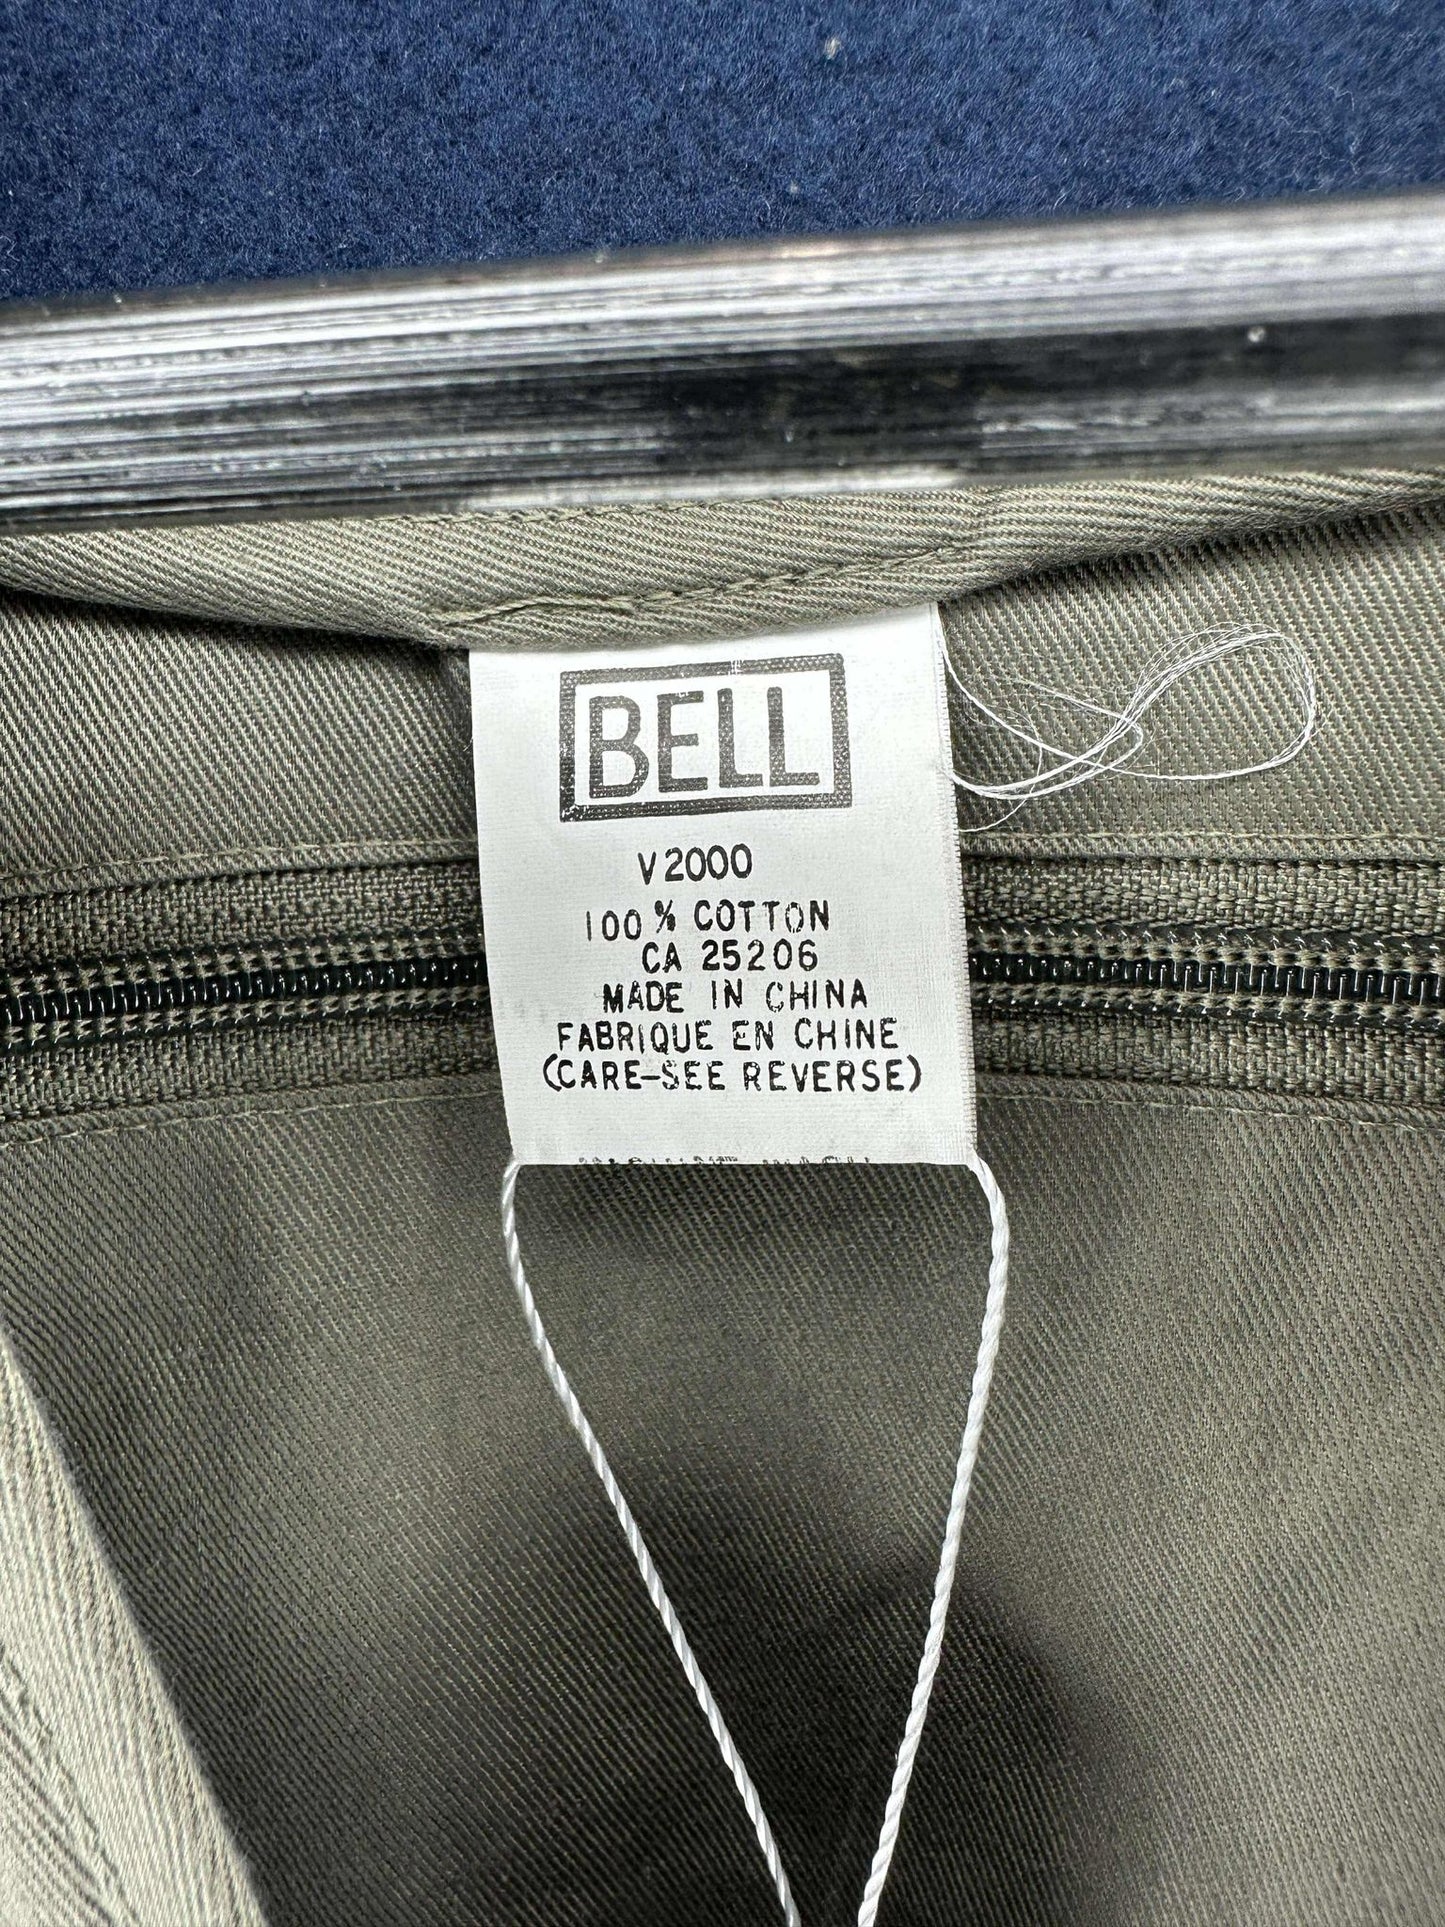 BELL
V2000
100% COTTON
CA 25206
MADE IN CHINA
FABRIQUE EN CHINE
(CARE-SEE REVERSE)